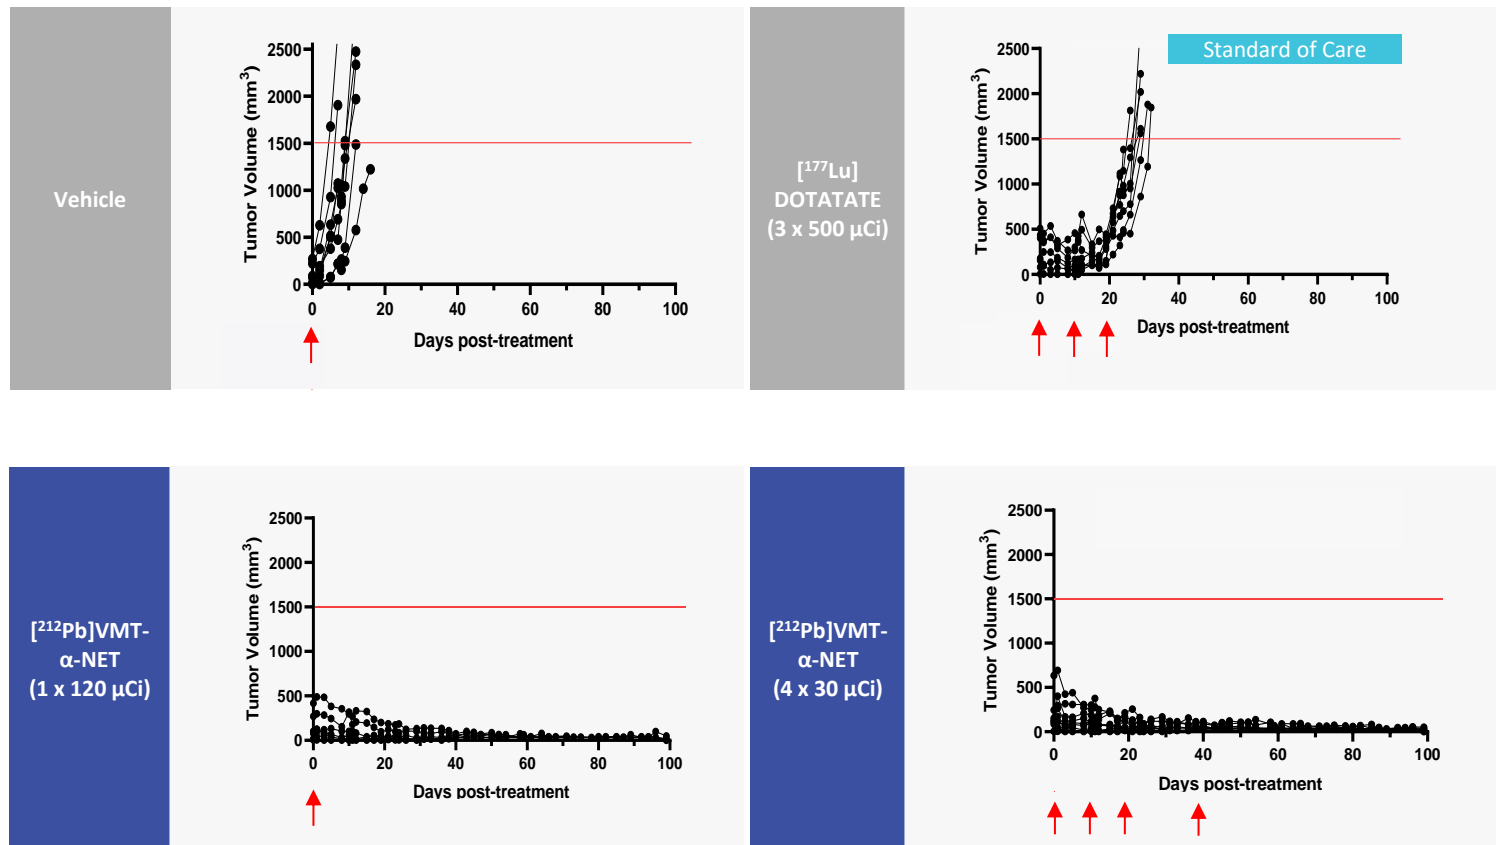 Vehicle
Tumor Volume (mm³)
2500
2000
1500
1000
500
0
0 20 40 60 80 100
Days post-treatment
[¹⁷⁷Lu]
DOTATATE
(3 x 500 µCi)
Standard of Care
Tumor Volume (mm³)
2500
2000
1500
1000
500
0
0 20 40 60 80 100
Days post-treatment
[²¹²Pb]VMT-
α-NET
(1 x 120 µCi)
Tumor Volume (mm³)
2500
2000
1500
1000
500
0
0 20 40 60 80 100
Days post-treatment
[²¹²Pb]VMT-
α-NET
(4 x 30 µCi)
Tumor Volume (mm³)
2500
2000
1500
1000
500
0
0 20 40 60 80 100
Days post-treatment